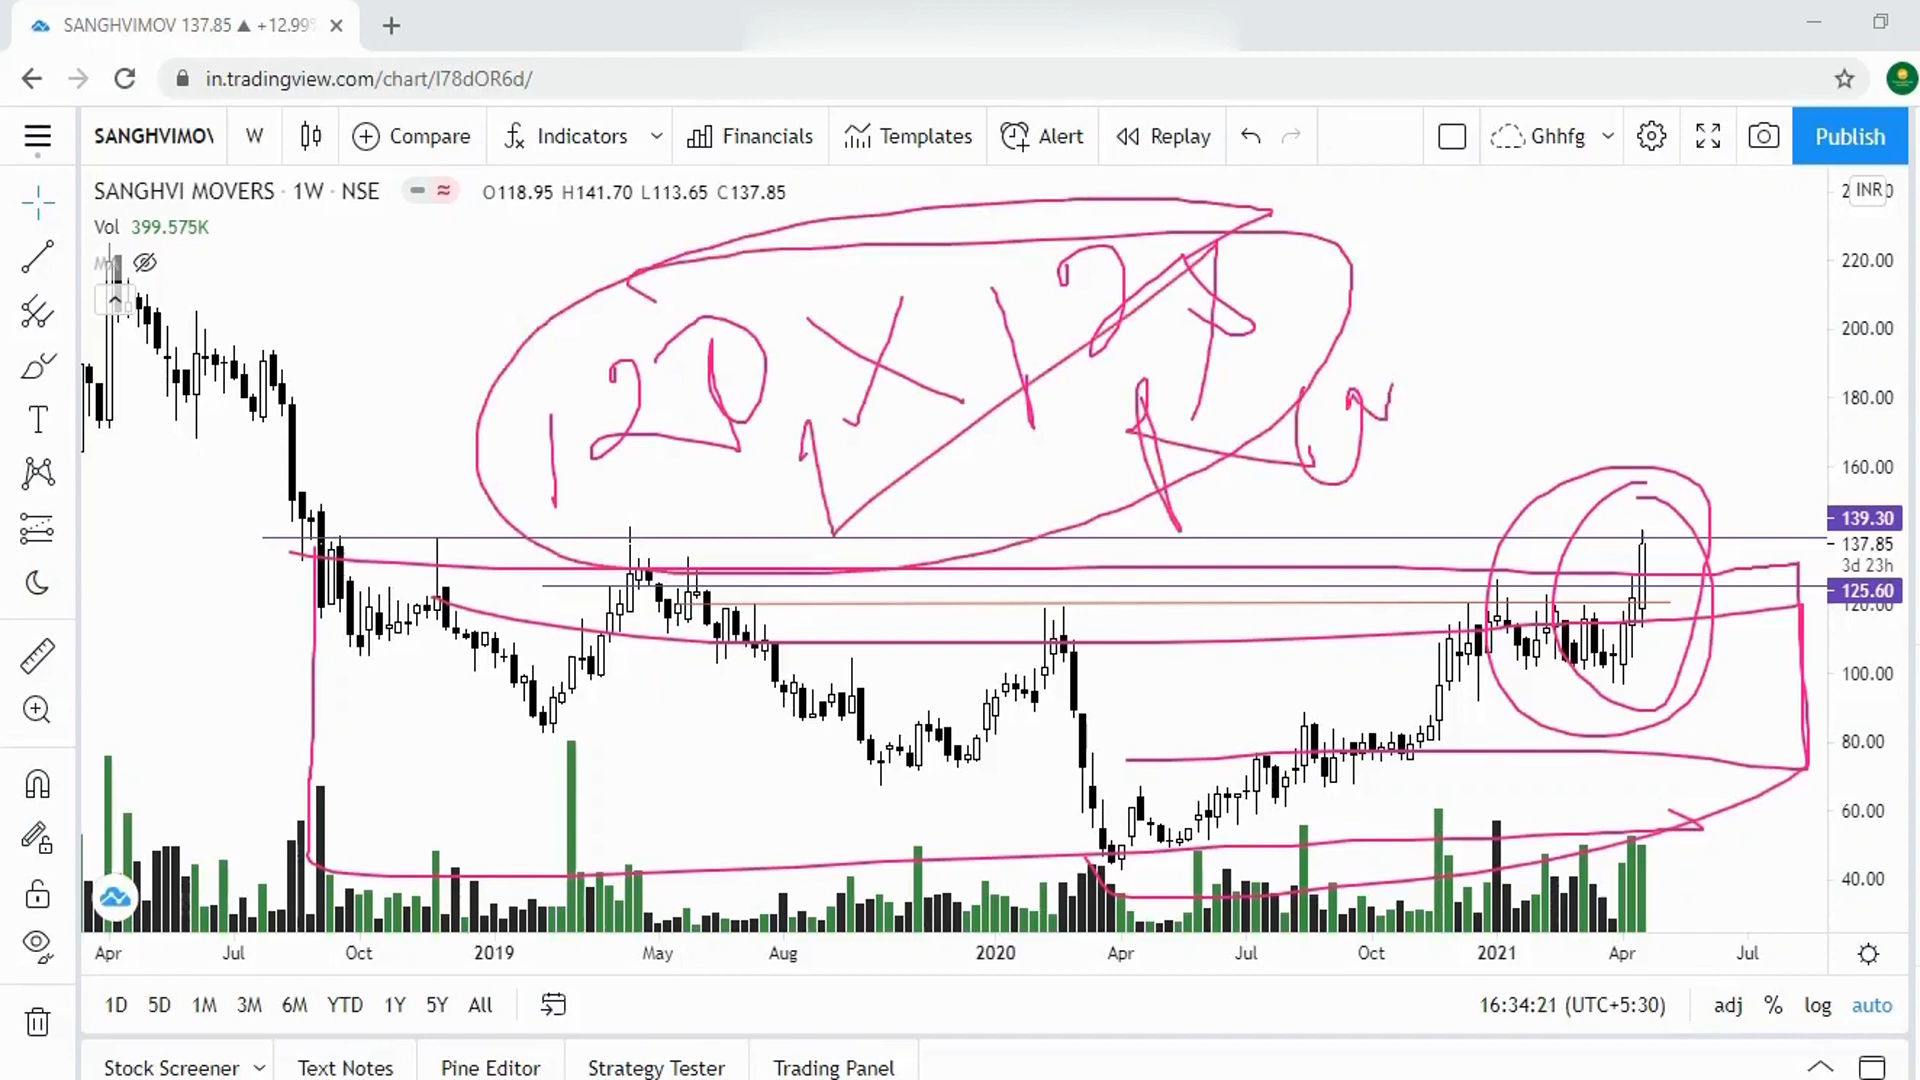 SANGHVIMOV 137.85 ▲ +12.99%
in.tradingview.com/chart/I78dOR6d/
SANGHVIMOV W Compare Indicators Financials Templates Alert Replay Ghhfg Publish
SANGHVI MOVERS · 1W · NSE O118.95 H141.70 L113.65 C137.85
INR
Vol 399.575K
MA
220.00
200.00
180.00
160.00
139.30
137.85
3d 23h
125.60
120.00
100.00
80.00
60.00
40.00
120
Apr Jul Oct 2019 May Aug 2020 Apr Jul Oct 2021 Apr Jul
1D 5D 1M 3M 6M YTD 1Y 5Y All 16:34:21 (UTC+5:30) adj % log auto
Stock Screener Text Notes Pine Editor Strategy Tester Trading Panel